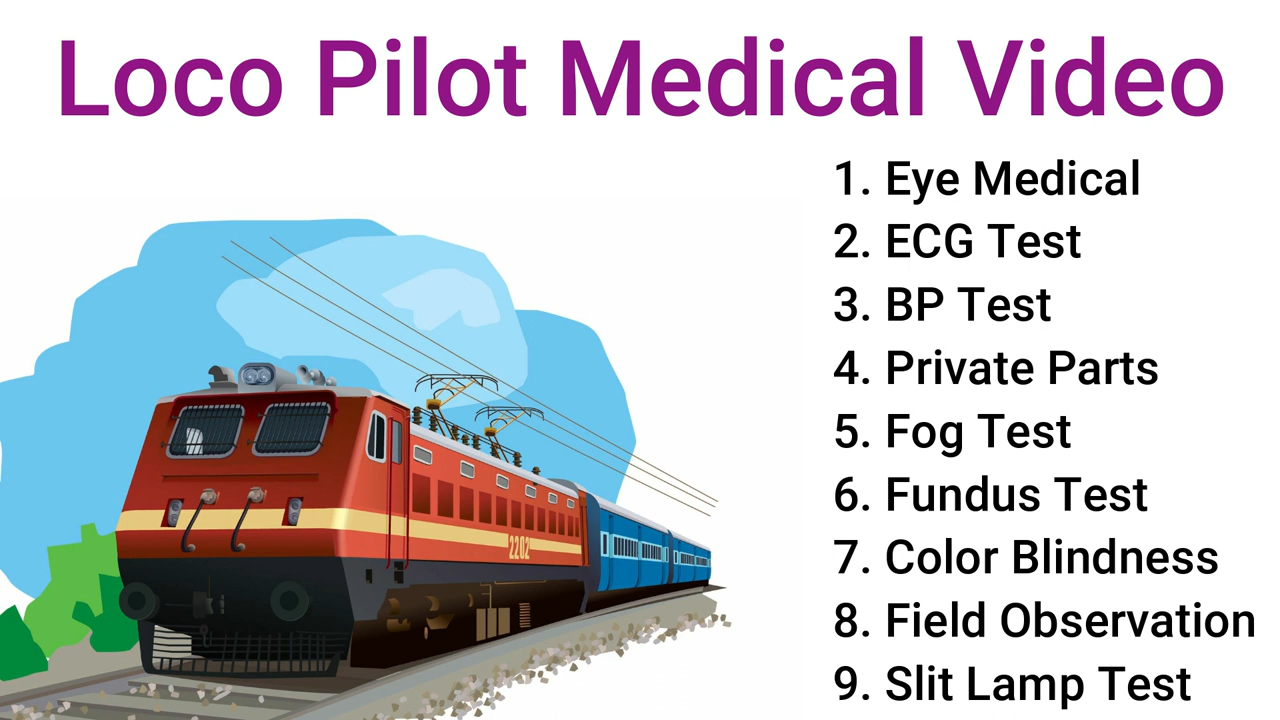 Loco Pilot Medical Video
1. Eye Medical
2. ECG Test
3. BP Test
4. Private Parts
5. Fog Test
6. Fundus Test
7. Color Blindness
8. Field Observation
9. Slit Lamp Test
2202